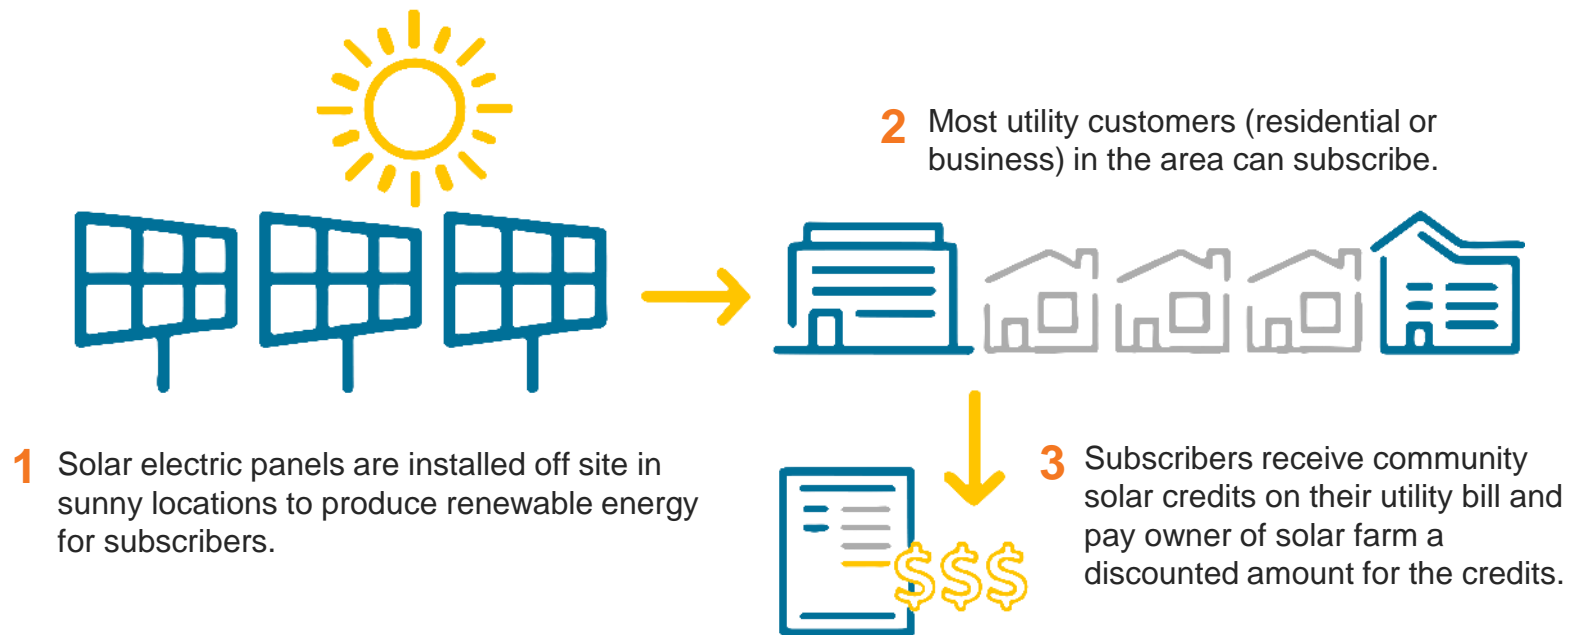 2 Most utility customers (residential or
business) in the area can subscribe.
1 Solar electric panels are installed off site in
sunny locations to produce renewable energy
for subscribers.
3 Subscribers receive community
solar credits on their utility bill and
pay owner of solar farm a
discounted amount for the credits.
$$$